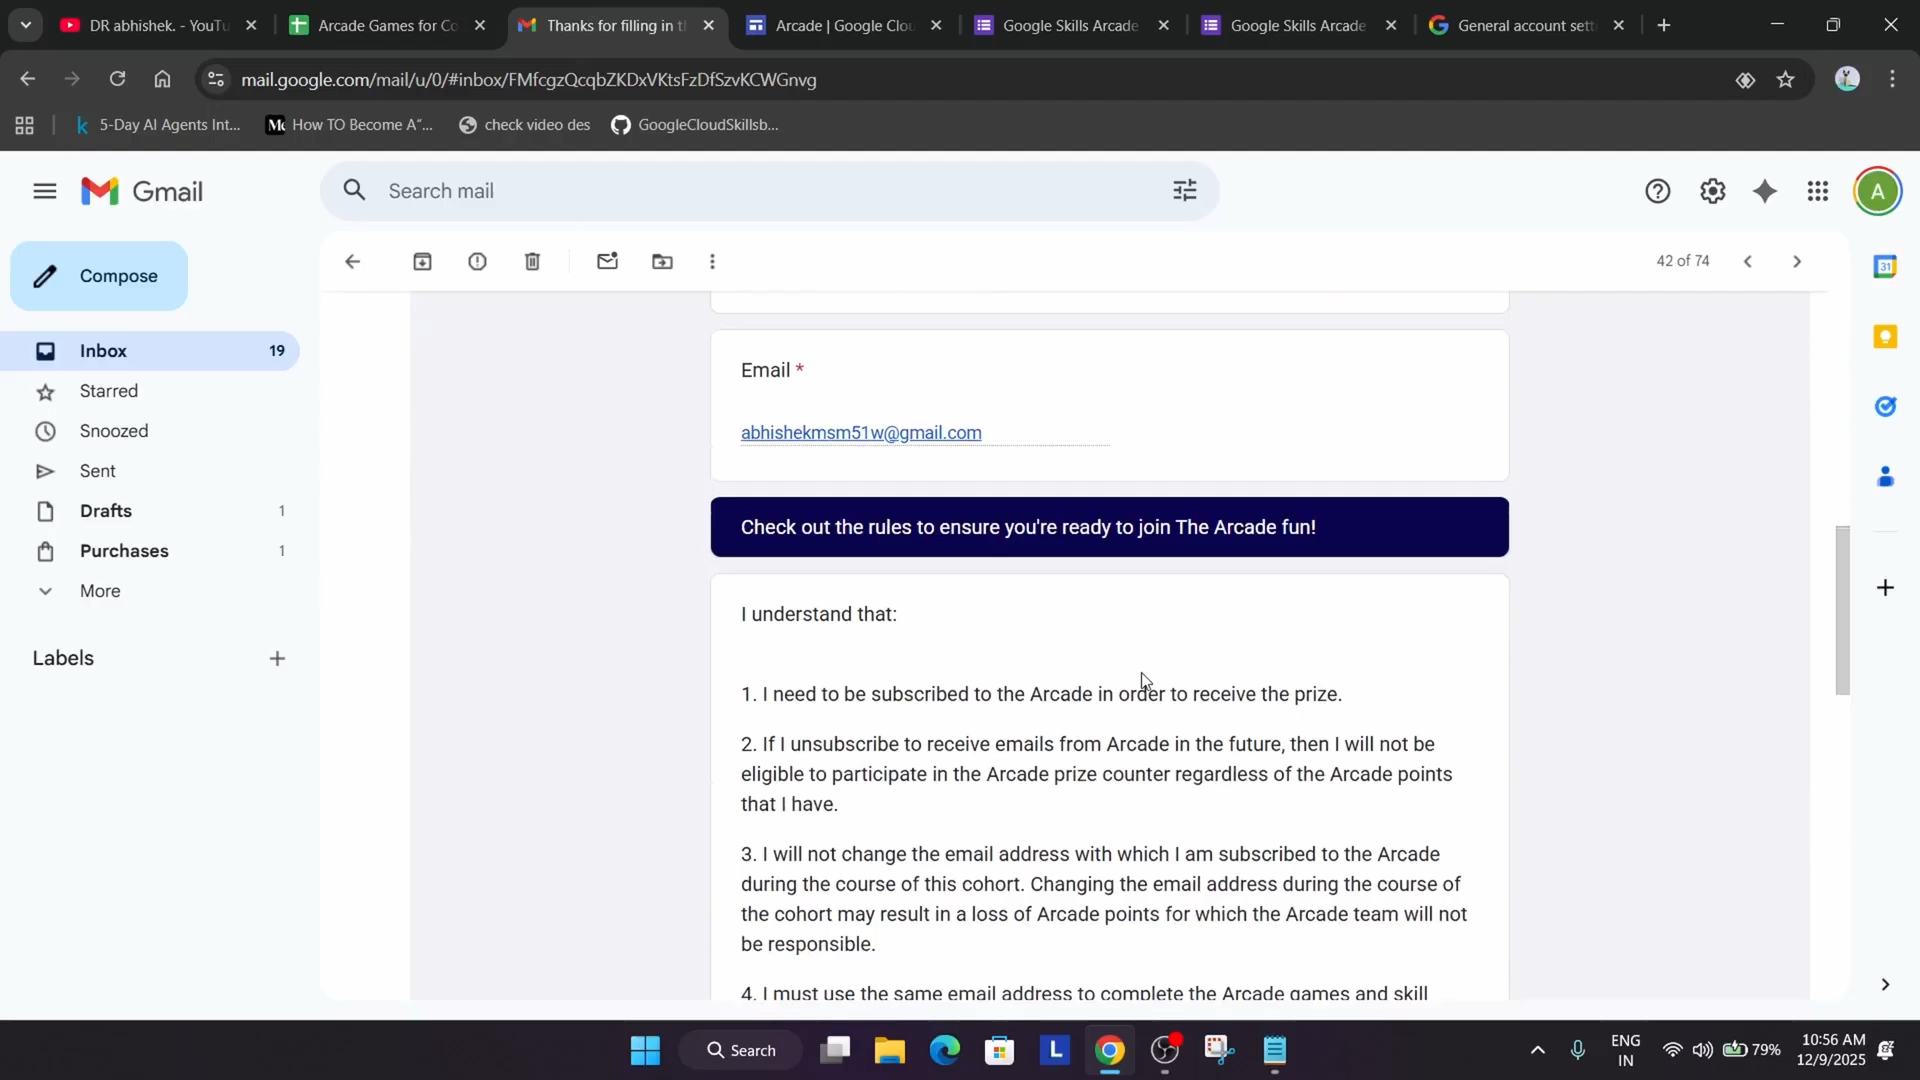 DR abhishek. - YouTu
Arcade Games for Co
Thanks for filling in t
Arcade | Google Clou
Google Skills Arcade
Google Skills Arcade
General account sett
mail.google.com/mail/u/0/#inbox/FMfcgzQcqbZKDxVKtsFzDfSzvKCWGnvg
5-Day AI Agents Int...
How TO Become A“...
check video des
GoogleCloudSkillsb...
Gmail
Search mail
A
Compose
42 of 74
Inbox 19
Starred
Snoozed
Sent
Drafts 1
Purchases 1
More
Labels
Email *
abhishekmsm51w@gmail.com
Check out the rules to ensure you're ready to join The Arcade fun!
I understand that:
1. I need to be subscribed to the Arcade in order to receive the prize.
2. If I unsubscribe to receive emails from Arcade in the future, then I will not be
eligible to participate in the Arcade prize counter regardless of the Arcade points
that I have.
3. I will not change the email address with which I am subscribed to the Arcade
during the course of this cohort. Changing the email address during the course of
the cohort may result in a loss of Arcade points for which the Arcade team will not
be responsible.
4. I must use the same email address to complete the Arcade games and skill
31
Search
L
ENG
IN
79%
10:56 AM
12/9/2025